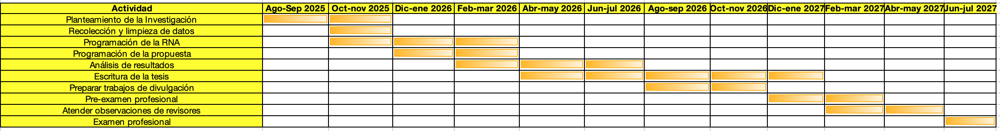 Actividad Ago-Sep 2025 Oct-nov 2025 Dic-ene 2026 Feb-mar 2026 Abr-may 2026 Jun-jul 2026 Ago-sep 2026 Oct-nov 2026 Dic-ene 2027 Feb-mar 2027 Abr-may 2027 Jun-jul 2027
Planteamiento de la Investigación
Recolección y limpieza de datos
Programación de la RNA
Programación de la propuesta
Análisis de resultados
Escritura de la tesis
Preparar trabajos de divulgación
Pre-examen profesional
Atender observaciones de revisores
Examen profesional